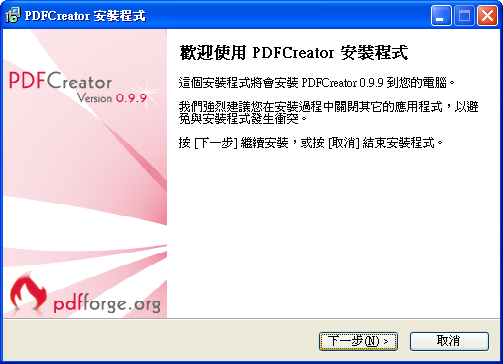 PDFCreator 安裝程式
PDFCreator
Version 0.9.9
歡迎使用 PDFCreator 安裝程式
這個安裝程式將會安裝 PDFCreator 0.9.9 到您的電腦。
我們強烈建議您在安裝過程中關閉其它的應用程式，以避
免與安裝程式發生衝突。
按 [下一步] 繼續安裝，或按 [取消] 結束安裝程式。
pdfforge.org
下一步(N) >
取消